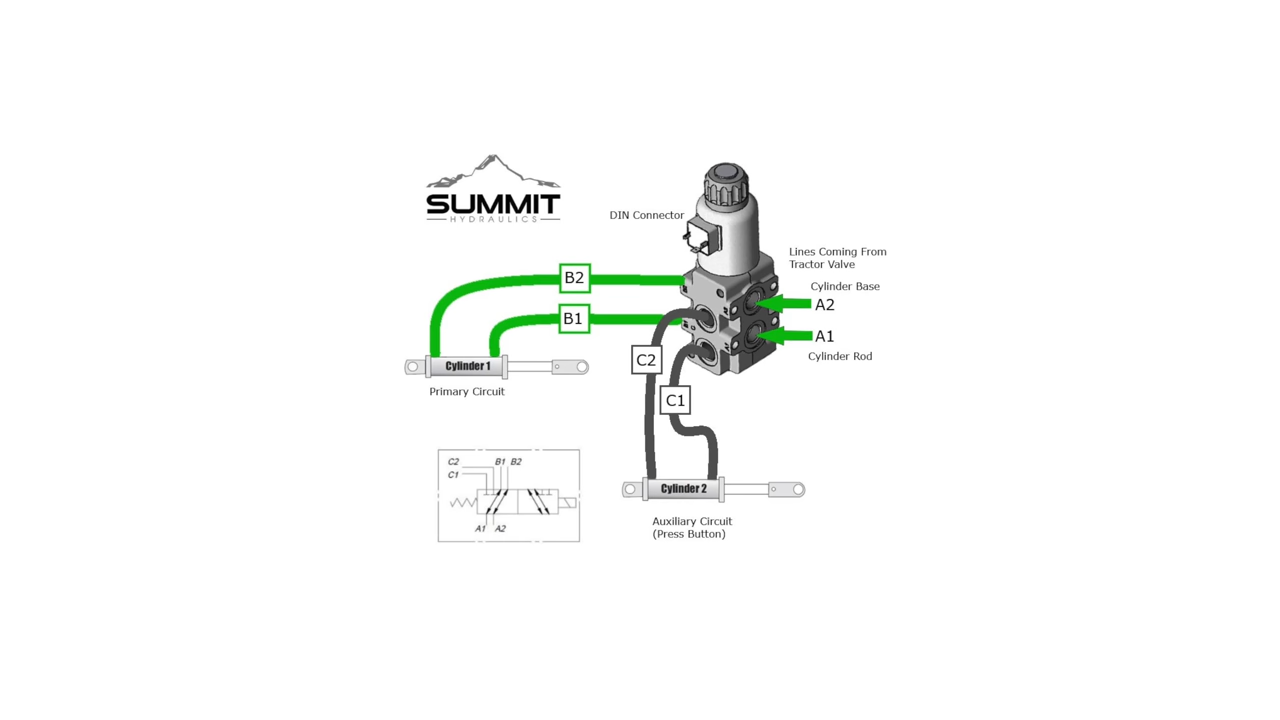 SUMMIT
HYDRAULICS
DIN Connector
Lines Coming From
Tractor Valve
Cylinder Base
A2
A1
Cylinder Rod
B2
B1
C2
C1
Cylinder 1
Primary Circuit
Cylinder 2
Auxiliary Circuit
(Press Button)
C2
C1
B1 B2
A1 A2